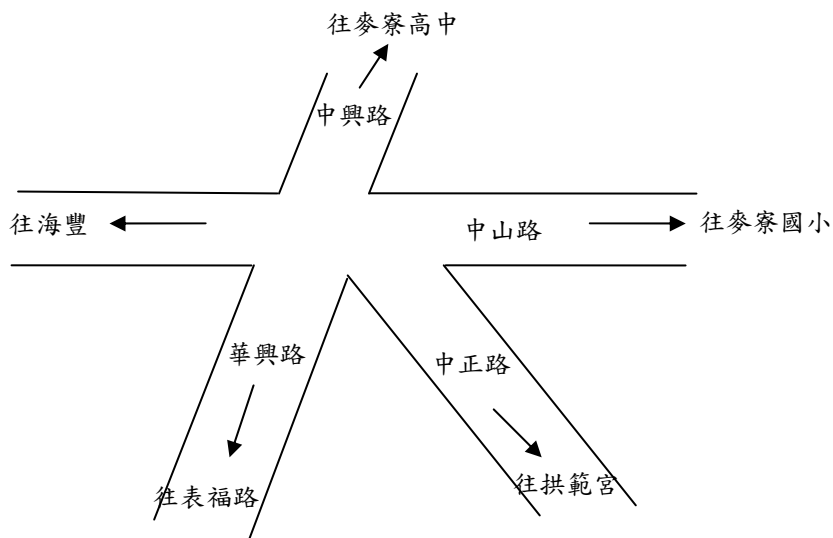 往麥寮高中
中興路
往海豐
中山路
往麥寮國小
華興路
中正路
往表福路
往拱範宮